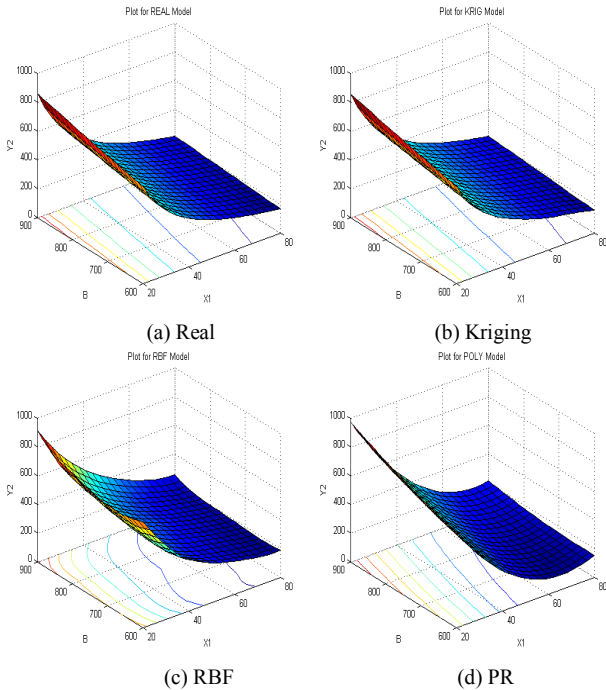 Plot for REAL Model
1000
800
600
400
200
0
Y2
900
800
700
600
B
20
40
60
80
X1
(a) Real
Plot for KRIG Model
1000
800
600
400
200
0
Y2
900
800
700
600
B
20
40
60
80
X1
(b) Kriging
Plot for RBF Model
1000
800
600
400
200
0
Y2
900
800
700
600
B
20
40
60
80
X1
(c) RBF
Plot for POLY Model
1000
800
600
400
200
0
Y2
900
800
700
600
B
20
40
60
80
X1
(d) PR